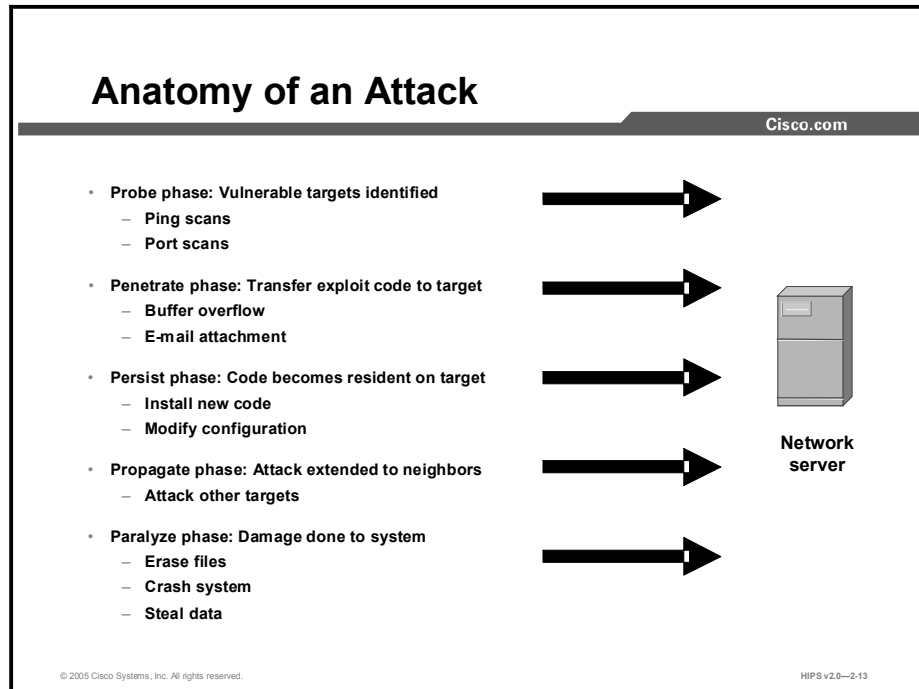 Anatomy of an Attack
Cisco.com
• Probe phase: Vulnerable targets identified
– Ping scans
– Port scans
• Penetrate phase: Transfer exploit code to target
– Buffer overflow
– E-mail attachment
• Persist phase: Code becomes resident on target
– Install new code
– Modify configuration
• Propagate phase: Attack extended to neighbors
– Attack other targets
• Paralyze phase: Damage done to system
– Erase files
– Crash system
– Steal data
Network
server
© 2005 Cisco Systems, Inc. All rights reserved.
HIPS v2.0—2-13